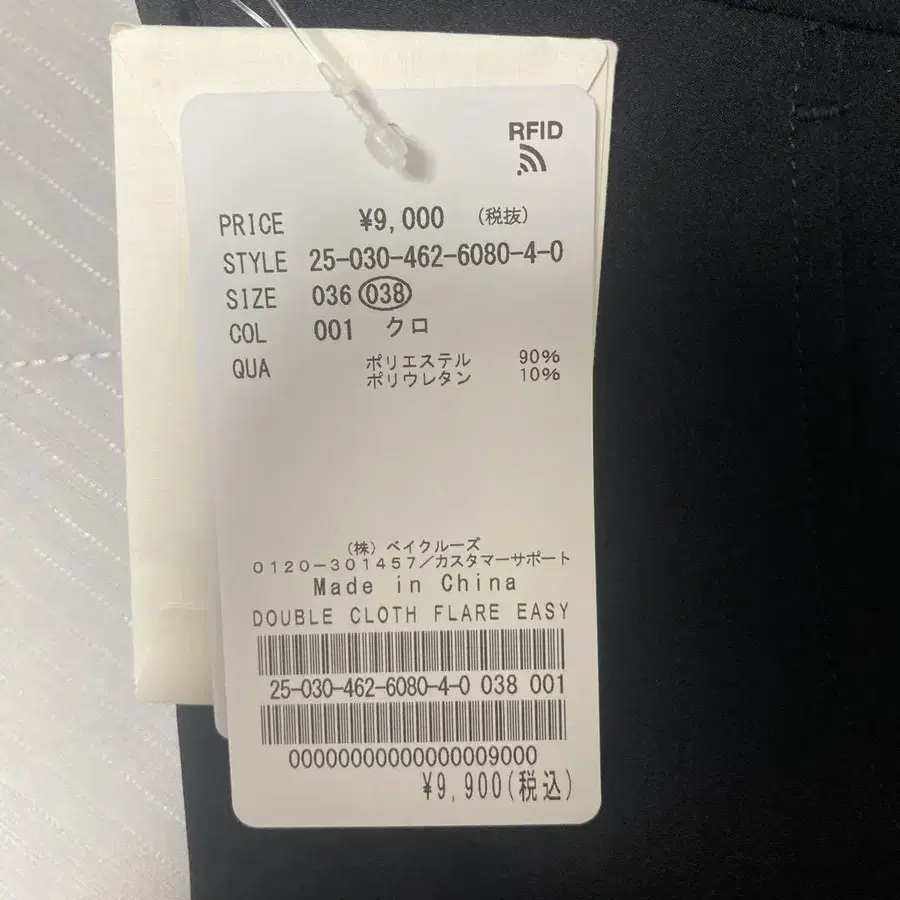 RFID
PRICE ¥9,000 (税抜)
STYLE 25-030-462-6080-4-0
SIZE 036 038
COL 001 クロ
QUA ポリエステル 90%
ポリウレタン 10%
(株) ベイクルーズ
0120-301457/カスタマーサポート
Made in China
DOUBLE CLOTH FLARE EASY
25-030-462-6080-4-0 038 001
00000000000000009000
¥9,900(税込)